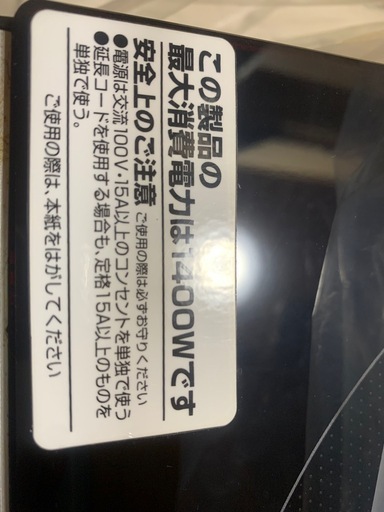 この製品の
最大消費電力は1400Wです
安全上のご注意 ご使用の際は必ずお守りください
●電源は交流100V・15A以上のコンセントを単独で使う
●延長コードを使用する場合も、定格15A以上のものを
単独で使う。
ご使用の際は、本紙をはがしてください